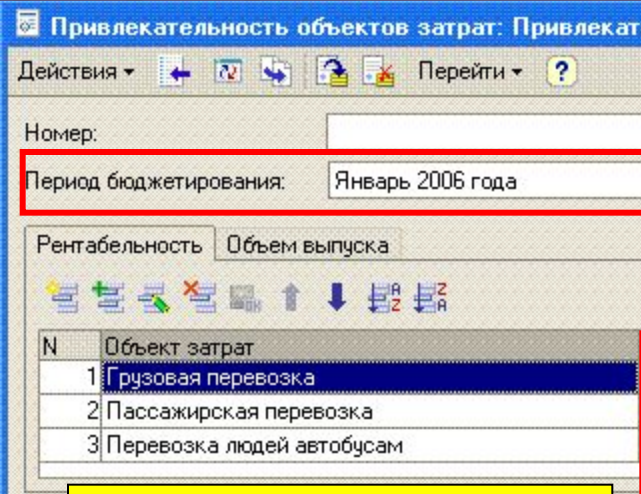 Привлекательность объектов затрат: Привлекат
Действия Перейти ?
Номер:
Период бюджетирования: Январь 2006 года
Рентабельность Объем выпуска
N Объект затрат
1 Грузовая перевозка
2 Пассажирская перевозка
3 Перевозка людей автобусам